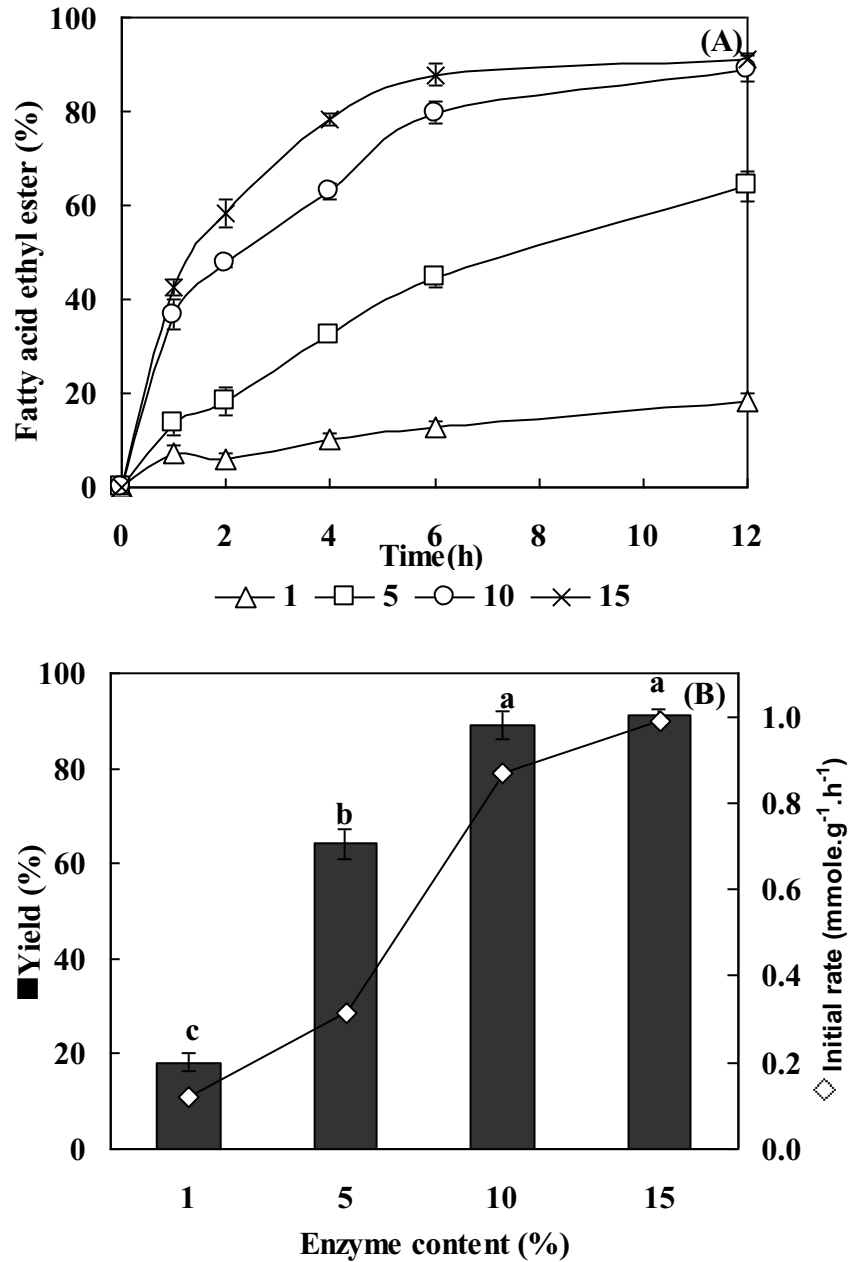 100
(A)
80
60
40
20
0
Fatty acid ethyl ester (%)
0 2 4 6 8 10 12
Time(h)
1 5 10 15
100
(B)
80
60
40
20
0
■Yield (%)
c
b
a
a
1.0
0.8
0.6
0.4
0.2
0.0
◇Initial rate (mmole.g⁻¹.h⁻¹)
1 5 10 15
Enzyme content (%)